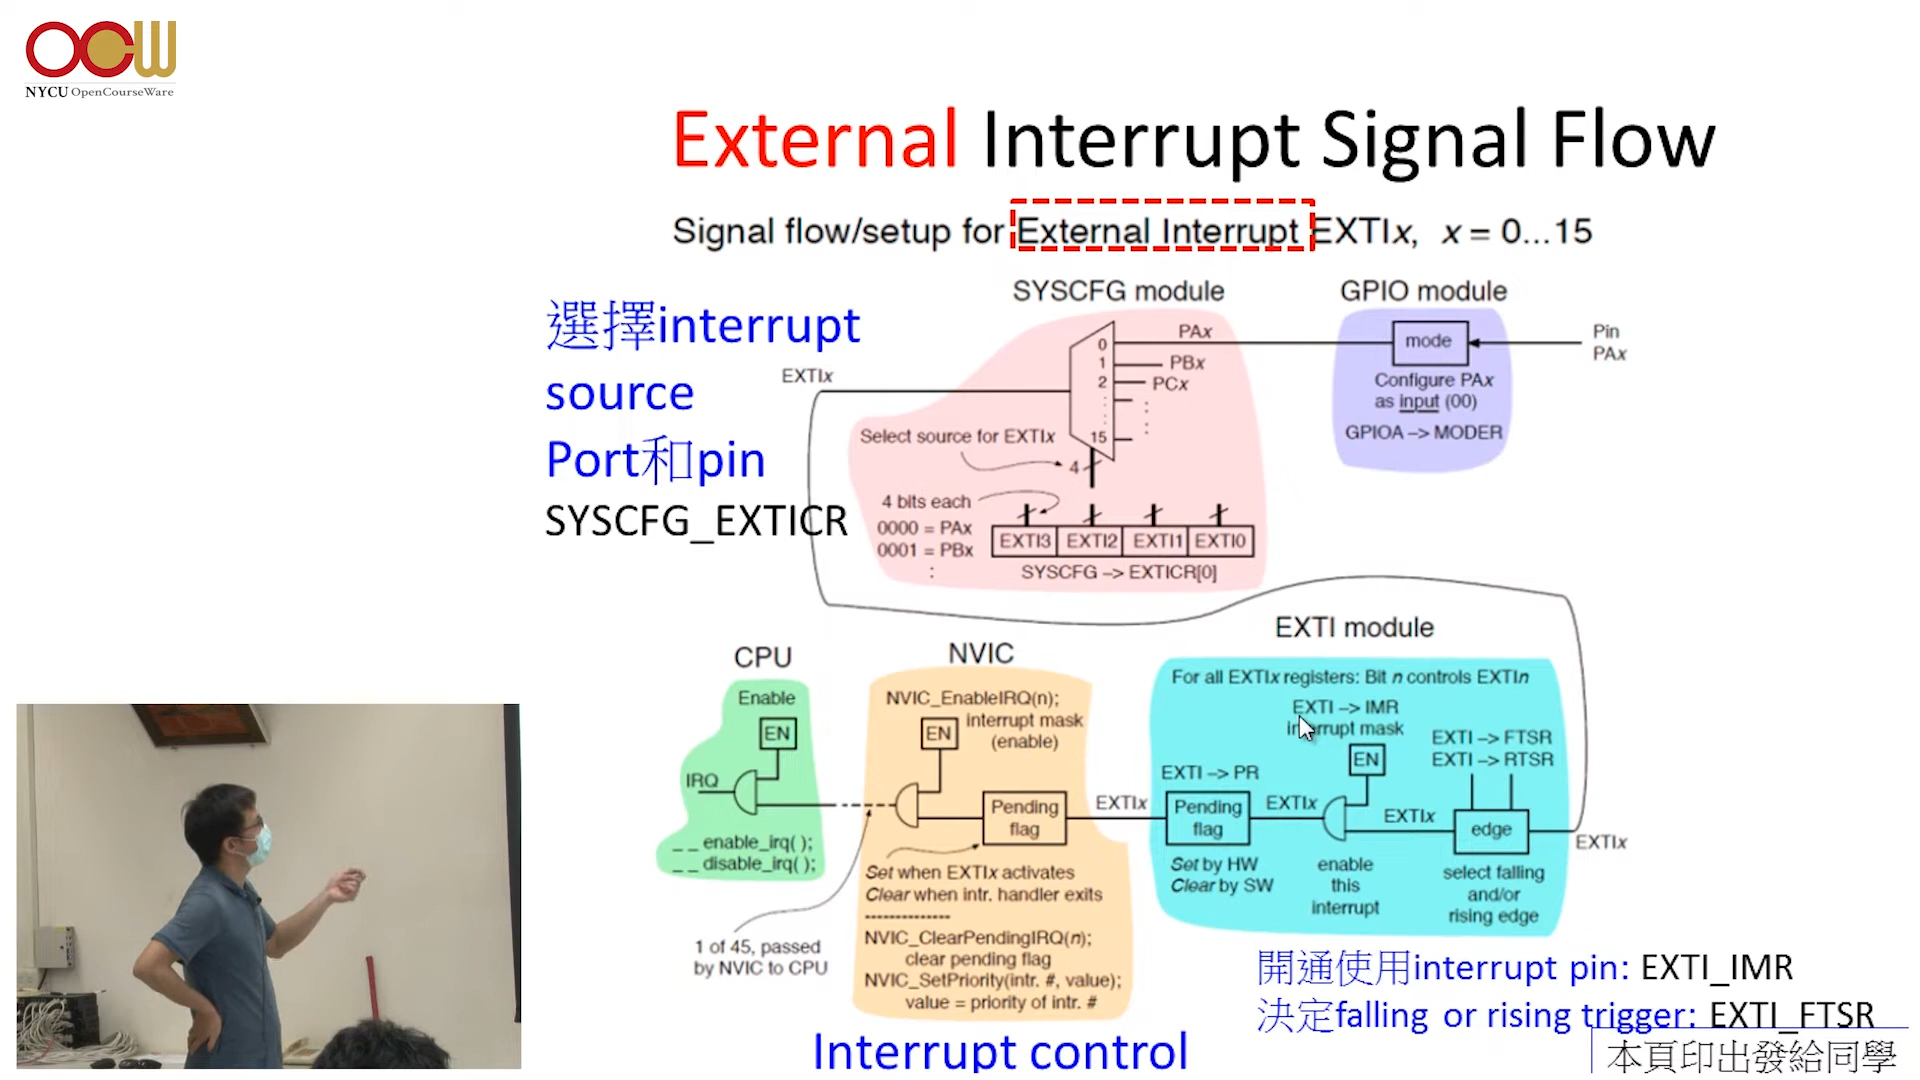 OCW
NYCU OpenCourseWare
External Interrupt Signal Flow
Signal flow/setup for External Interrupt EXTIx, x = 0...15
選擇interrupt
source
Port和pin
SYSCFG_EXTICR
SYSCFG module
GPIO module
EXTIx
0
1
2
15
PAx
PBx
PCx
mode
Pin
PAx
Configure PAx
as input (00)
GPIOA –> MODER
Select source for EXTIx
4
4 bits each
0000 = PAx
0001 = PBx
EXTI3 EXTI2 EXTI1 EXTI0
SYSCFG –> EXTICR[0]
CPU
Enable
EN
IRQ
_ _ enable_irq( );
_ _ disable_irq( );
1 of 45, passed
by NVIC to CPU
NVIC
NVIC_EnableIRQ(n);
EN
interrupt mask
(enable)
Pending
flag
Set when EXTIx activates
Clear when intr. handler exits
--------------
NVIC_ClearPendingIRQ(n);
clear pending flag
NVIC_SetPriority(intr. #, value);
value = priority of intr. #
EXTIx
EXTI module
For all EXTIx registers: Bit n controls EXTIn
EXTI –> IMR
interrupt mask
EN
EXTI –> FTSR
EXTI –> RTSR
EXTI –> PR
Pending
flag
EXTIx
EXTIx
edge
EXTIx
Set by HW
Clear by SW
enable
this
interrupt
select falling
and/or
rising edge
開通使用interrupt pin: EXTI_IMR
決定falling or rising trigger: EXTI_FTSR
Interrupt control
本頁印出發給同學